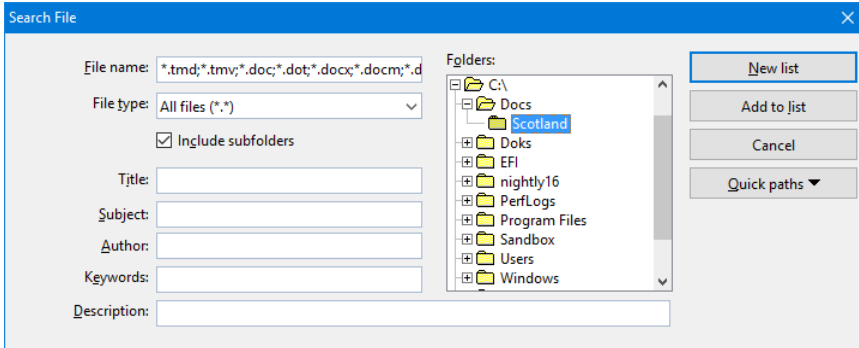 Search File
File name: *.tmd;*.tmv;*.doc;*.dot;*.docx;*.docm;*.d
File type: All files (*.*)
Include subfolders
Title:
Subject:
Author:
Keywords:
Description:
Folders:
C:\
Docs
Scotland
Doks
EFI
nightly16
PerfLogs
Program Files
Sandbox
Users
Windows
New list
Add to list
Cancel
Quick paths